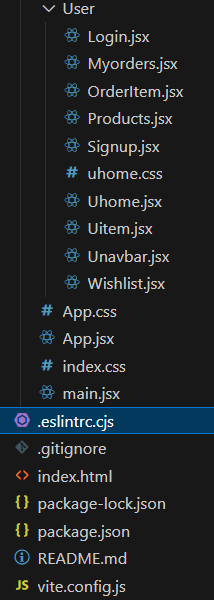 User
Login.jsx
Myorders.jsx
OrderItem.jsx
Products.jsx
Signup.jsx
uhome.css
Uhome.jsx
Uitem.jsx
Unavbar.jsx
Wishlist.jsx
App.css
App.jsx
index.css
main.jsx
.eslintrc.cjs
.gitignore
index.html
package-lock.json
package.json
README.md
vite.config.js